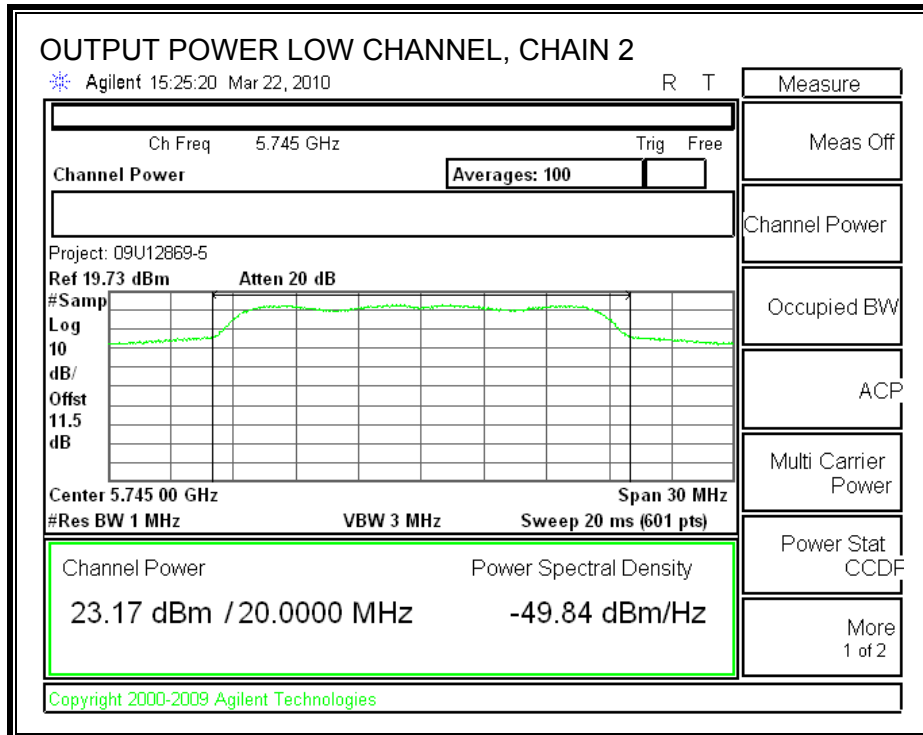 OUTPUT POWER LOW CHANNEL, CHAIN 2
Agilent 15:25:20 Mar 22, 2010 R T
Measure
Ch Freq 5.745 GHz Trig Free
Channel Power Averages: 100
Project: 09U12869-5
Ref 19.73 dBm Atten 20 dB
#Samp
Log
10
dB/
Offst
11.5
dB
Center 5.745 00 GHz Span 30 MHz
#Res BW 1 MHz VBW 3 MHz Sweep 20 ms (601 pts)
Channel Power Power Spectral Density
23.17 dBm / 20.0000 MHz -49.84 dBm/Hz
Copyright 2000-2009 Agilent Technologies
Meas Off
Channel Power
Occupied BW
ACP
Multi Carrier
Power
Power Stat
CCDF
More
1 of 2